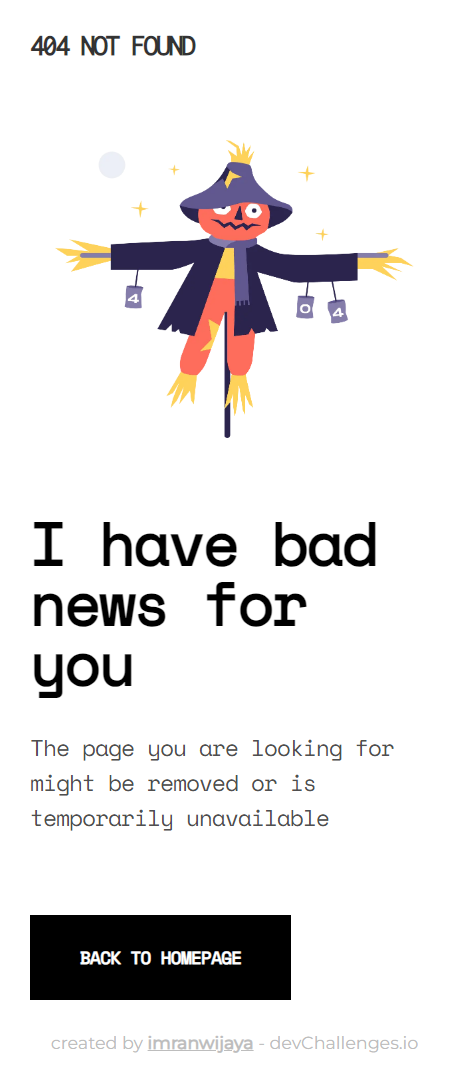 404 NOT FOUND
4
0
4
I have bad
news for
you
The page you are looking for
might be removed or is
temporarily unavailable
BACK TO HOMEPAGE
created by imranwijaya - devChallenges.io